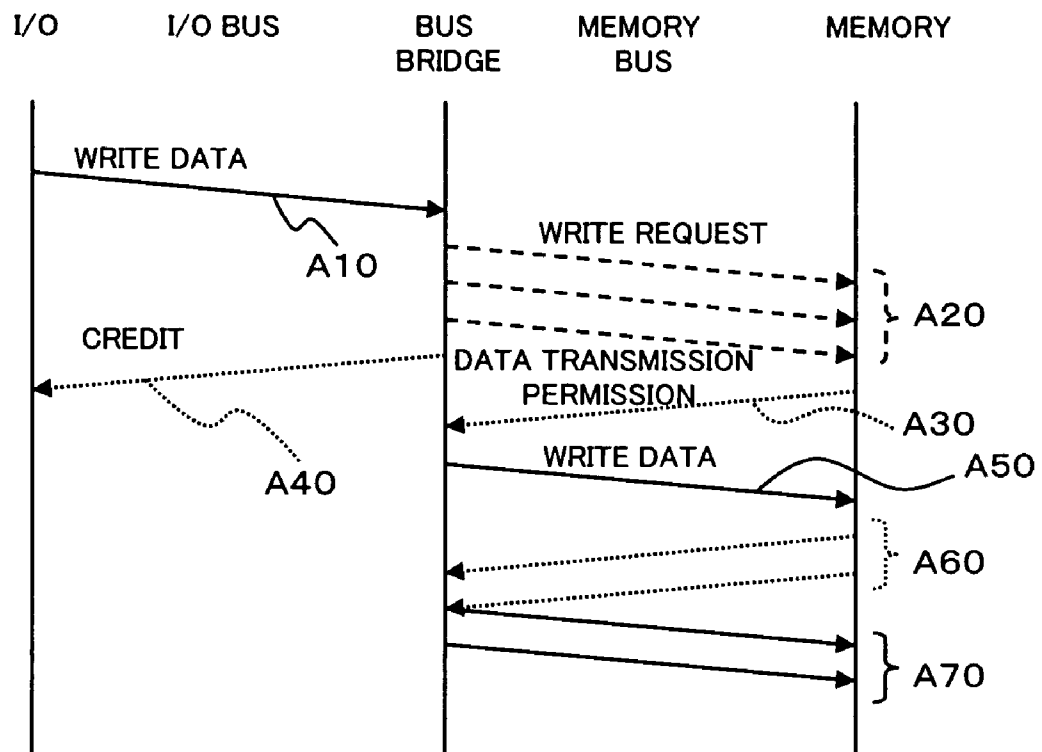 I/O
I/O BUS
BUS
BRIDGE
MEMORY
BUS
MEMORY
WRITE DATA
A10
WRITE REQUEST
A20
CREDIT
DATA TRANSMISSION
PERMISSION
A30
A40
WRITE DATA
A50
A60
A70